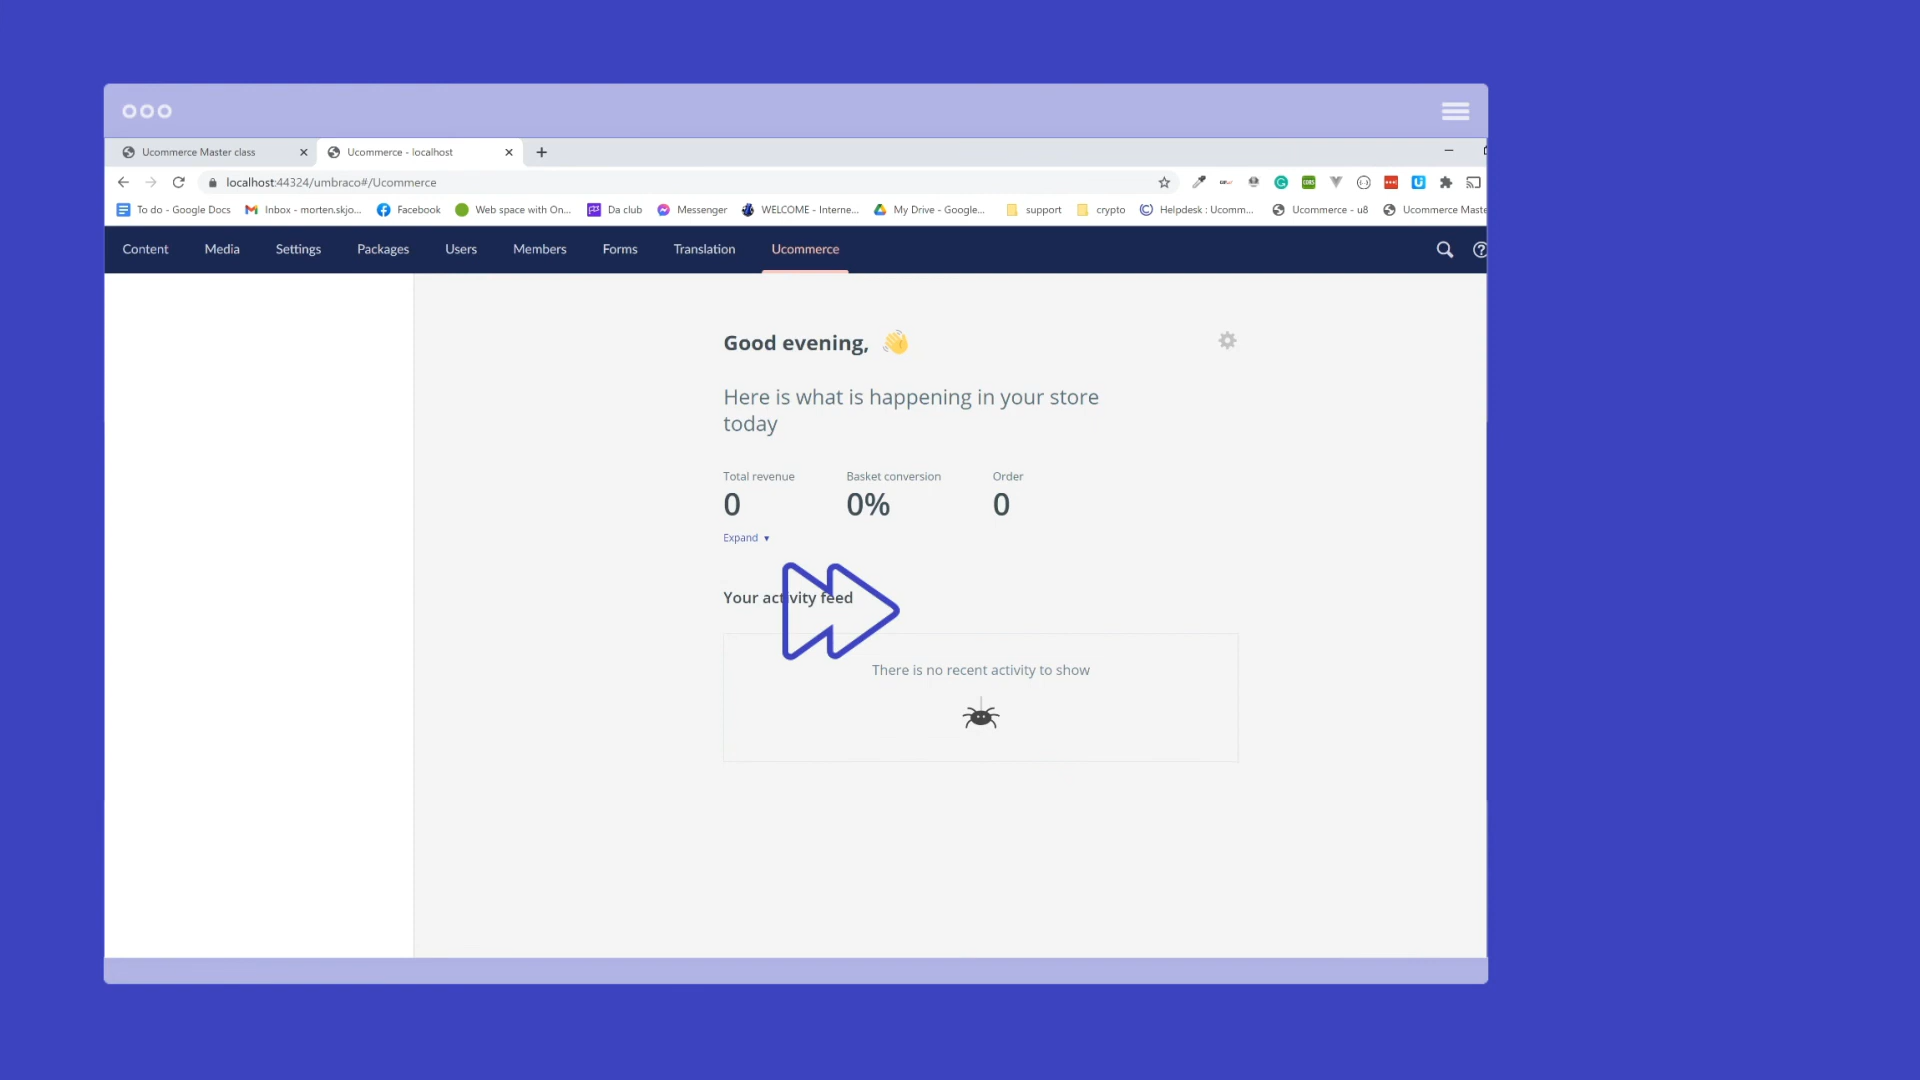 Ucommerce Master class
Ucommerce - localhost
localhost:44324/umbraco#/Ucommerce
To do - Google Docs
Inbox - morten.skjo...
Facebook
Web space with On...
Da club
Messenger
WELCOME - Interne...
My Drive - Google...
support
crypto
Helpdesk : Ucomm...
Ucommerce - u8
Ucommerce Maste
Content
Media
Settings
Packages
Users
Members
Forms
Translation
Ucommerce
Good evening,
Here is what is happening in your store
today
Total revenue
Basket conversion
Order
0
0%
0
Expand
Your activity feed
There is no recent activity to show